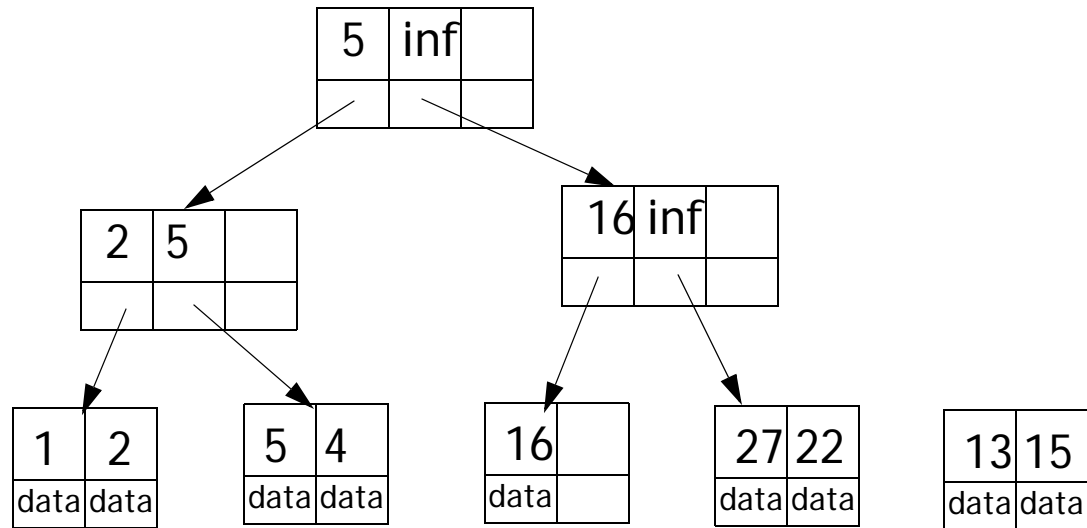 5 inf
16 inf
2 5
1 2
5 4
16
27 22
13 15
data data
data data
data
data data
data data